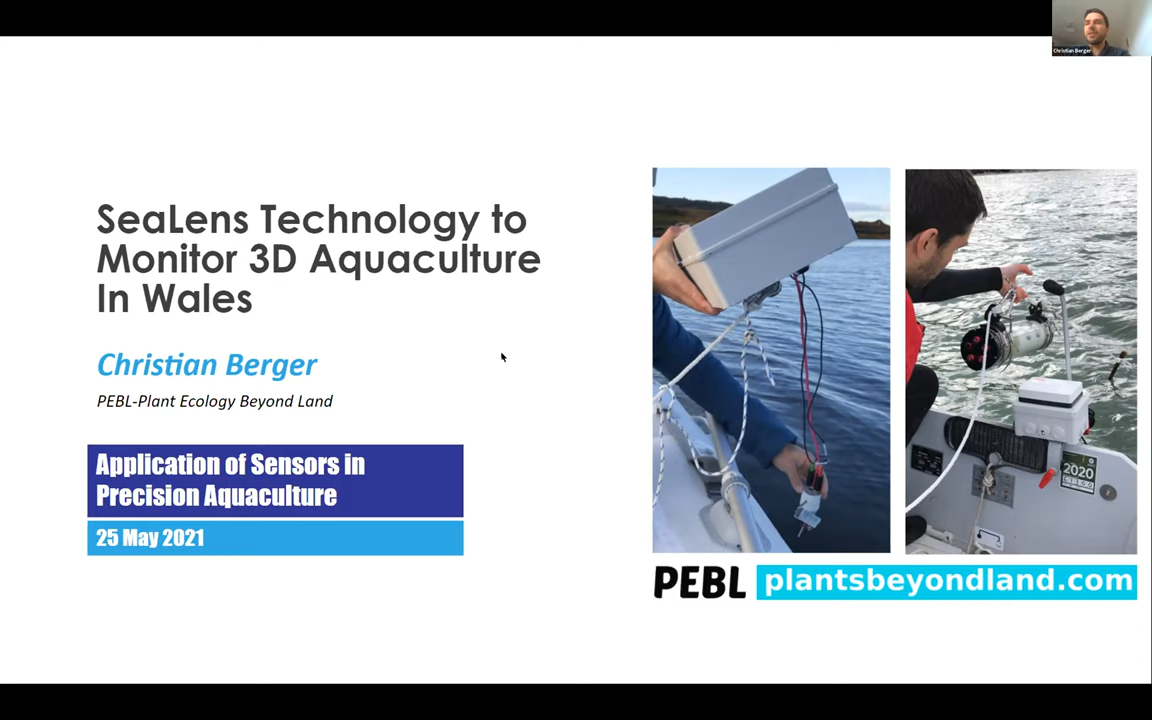 Christian Berger
SeaLens Technology to
Monitor 3D Aquaculture
In Wales
Christian Berger
PEBL-Plant Ecology Beyond Land
Application of Sensors in
Precision Aquaculture
25 May 2021
2020
PEBL plantsbeyondland.com